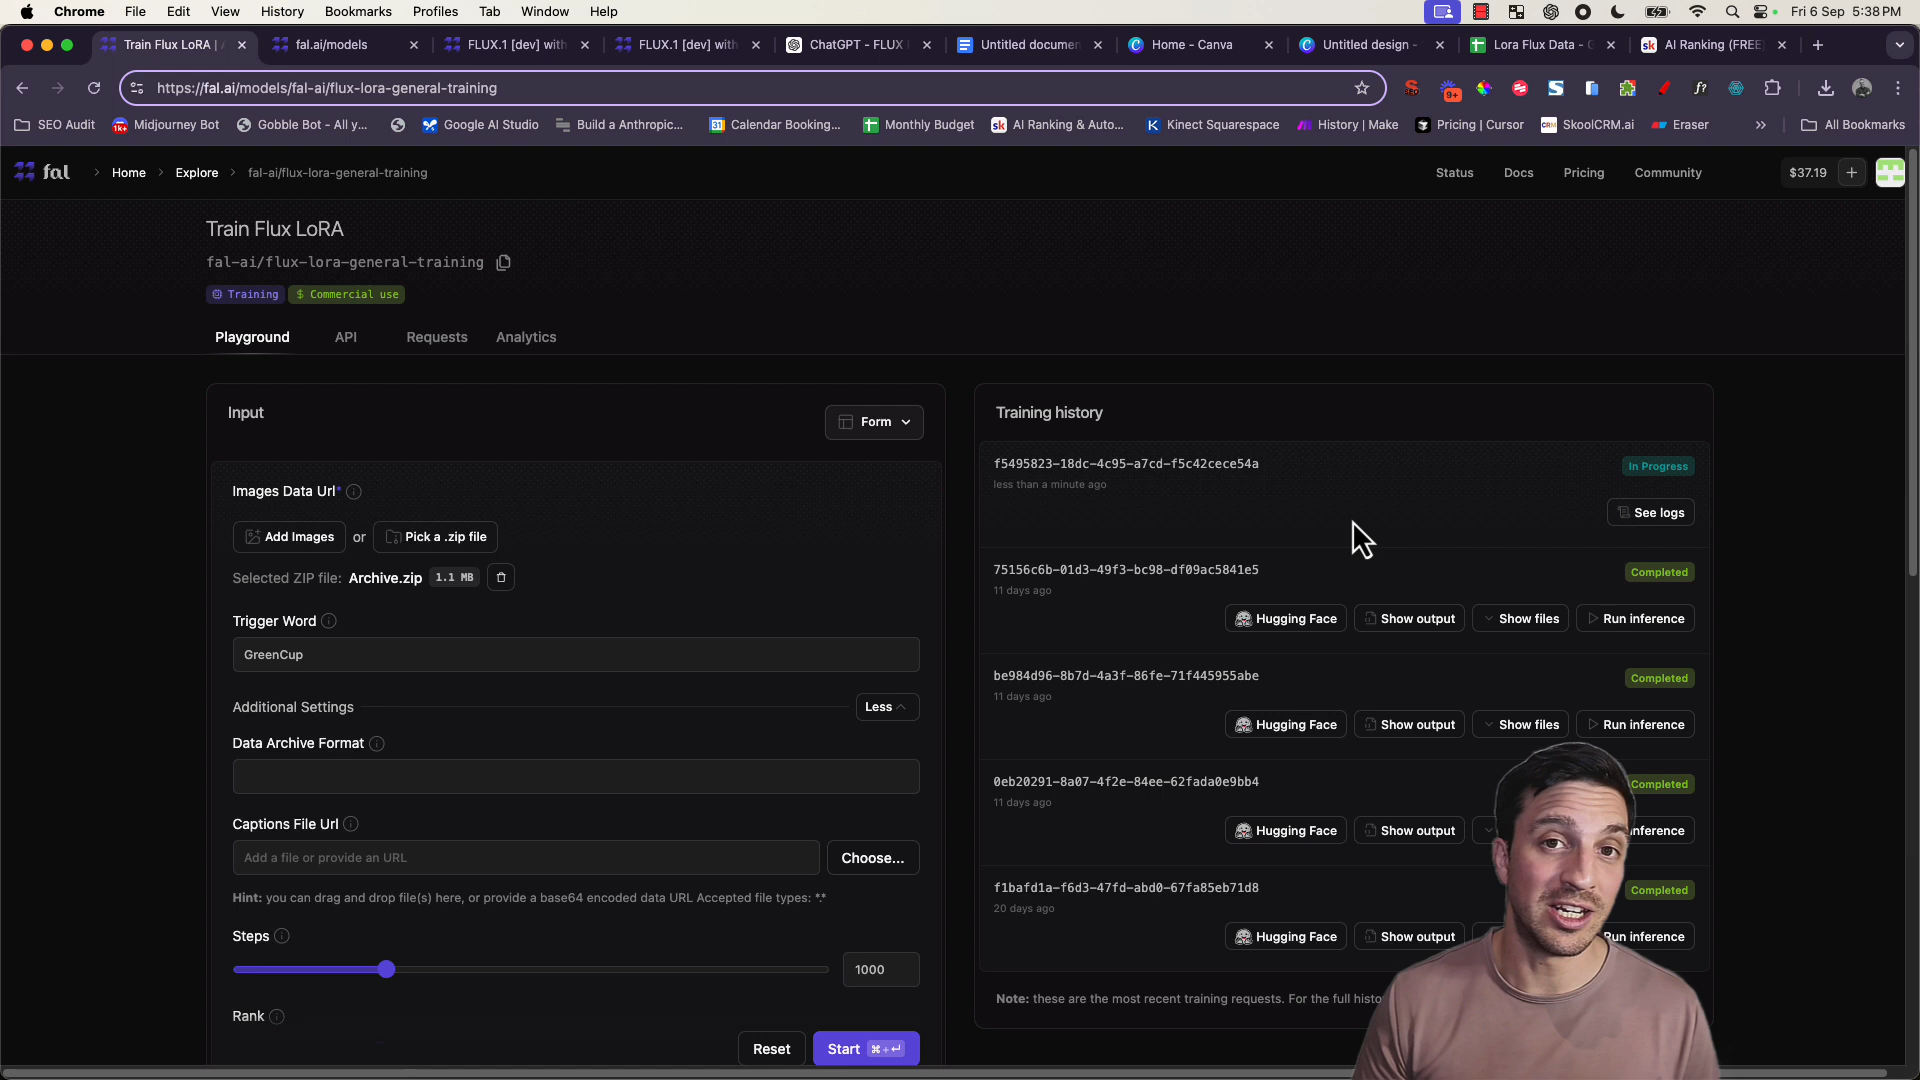 Chrome File Edit View History Bookmarks Profiles Tab Window Help Fri 6 Sep 5:38 PM
Train Flux LoRA | fal.ai/models FLUX.1 [dev] with FLUX.1 [dev] with ChatGPT - FLUX Untitled documen Home - Canva Untitled design - Lora Flux Data - G AI Ranking (FREE)
https://fal.ai/models/fal-ai/flux-lora-general-training 9+ f?
SEO Audit 1k+ Midjourney Bot Gobble Bot - All y... Google AI Studio Build a Anthropic... 31 Calendar Booking... Monthly Budget sk AI Ranking & Auto... K Kinect Squarespace History | Make Pricing | Cursor CRM SkoolCRM.ai Eraser » All Bookmarks
fal Home Explore fal-ai/flux-lora-general-training Status Docs Pricing Community $37.19 +
Train Flux LoRA
fal-ai/flux-lora-general-training
Training $ Commercial use
Playground API Requests Analytics
Input Form
Images Data Url*
Add Images or Pick a .zip file
Selected ZIP file: Archive.zip 1.1 MB
Trigger Word
GreenCup
Additional Settings Less
Data Archive Format
Captions File Url
Add a file or provide an URL Choose...
Hint: you can drag and drop file(s) here, or provide a base64 encoded data URL Accepted file types: *.*
Steps
1000
Rank
Reset Start ⌘+↵
Training history
f5495823-18dc-4c95-a7cd-f5c42cece54a In Progress
less than a minute ago
See logs
75156c6b-01d3-49f3-bc98-df09ac5841e5 Completed
11 days ago
Hugging Face Show output Show files Run inference
be984d96-8b7d-4a3f-86fe-71f445955abe Completed
11 days ago
Hugging Face Show output Show files Run inference
0eb20291-8a07-4f2e-84ee-62fada0e9bb4 Completed
11 days ago
Hugging Face Show output inference
f1bafd1a-f6d3-47fd-abd0-67fa85eb71d8 Completed
20 days ago
Hugging Face Show output Run inference
Note: these are the most recent training requests. For the full histo